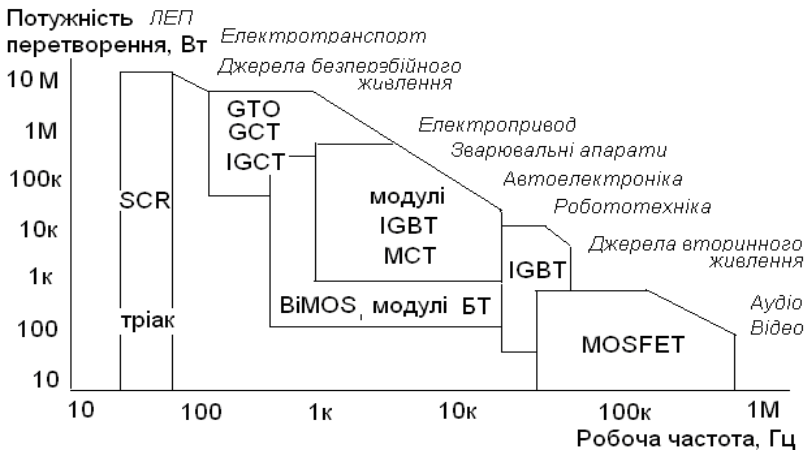 Потужність
перетворення, Вт
ЛЕП
Електротранспорт
Джерела безперэбійного
живлення
Електропривод
Зварювальні апарати
Автоелектроніка
Робототехніка
Джерела вторинного
живлення
Аудіо
Відео
10 М
1М
100к
10к
1к
100
10
SCR
тріак
GTO
GCT
IGCT
модулі
IGBT
МСТ
BiMOS, модулі БТ
IGBT
MOSFET
10
100
1к
10к
100к
1М
Робоча частота, Гц